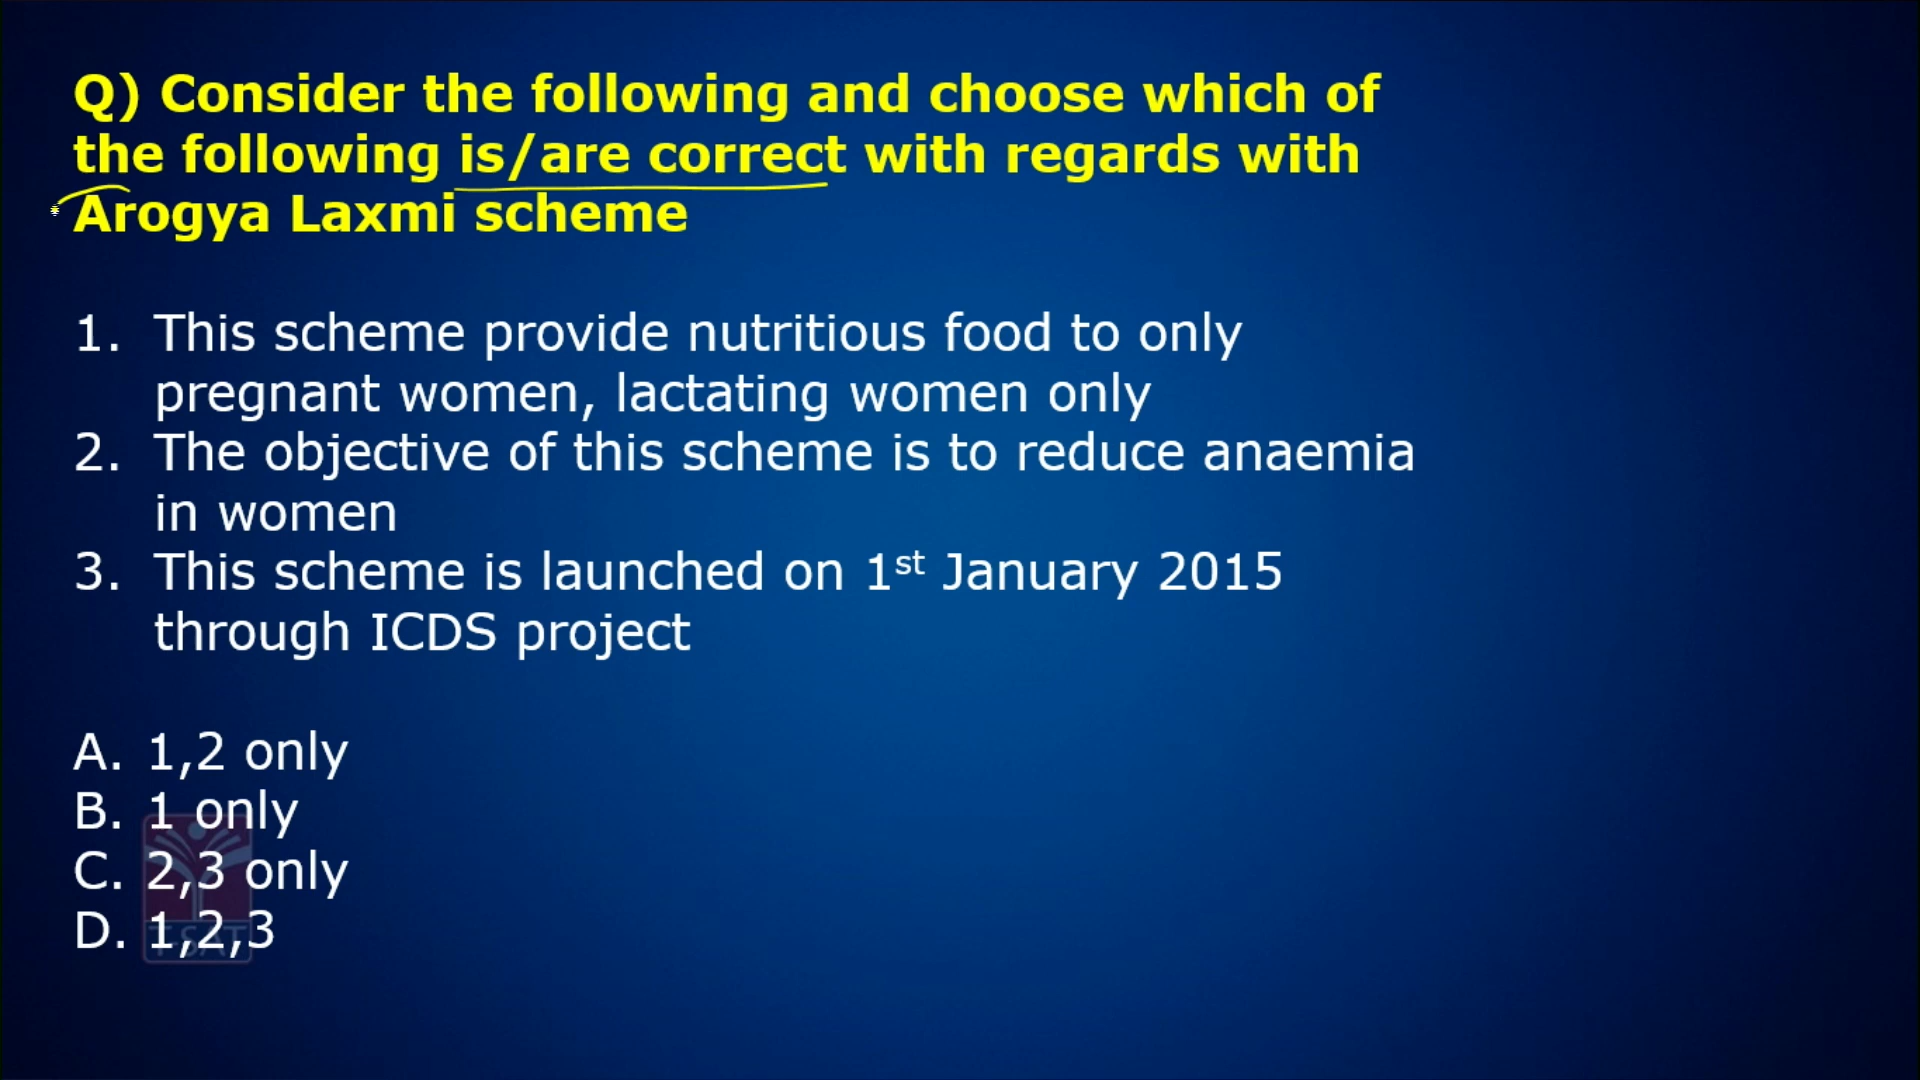 Q) Consider the following and choose which of
the following is/are correct with regards with
Arogya Laxmi scheme
1. This scheme provide nutritious food to only
pregnant women, lactating women only
2. The objective of this scheme is to reduce anaemia
in women
3. This scheme is launched on 1st January 2015
through ICDS project
A. 1,2 only
B. 1 only
C. 2,3 only
D. 1,2,3
T-SAT